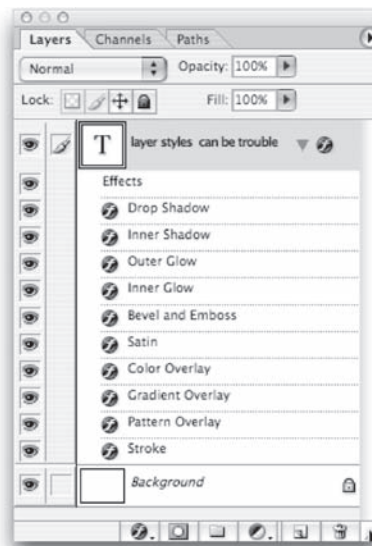 Layers Channels Paths
Normal Opacity: 100%
Lock: Fill: 100%
T layer styles can be trouble
Effects
Drop Shadow
Inner Shadow
Outer Glow
Inner Glow
Bevel and Emboss
Satin
Color Overlay
Gradient Overlay
Pattern Overlay
Stroke
Background